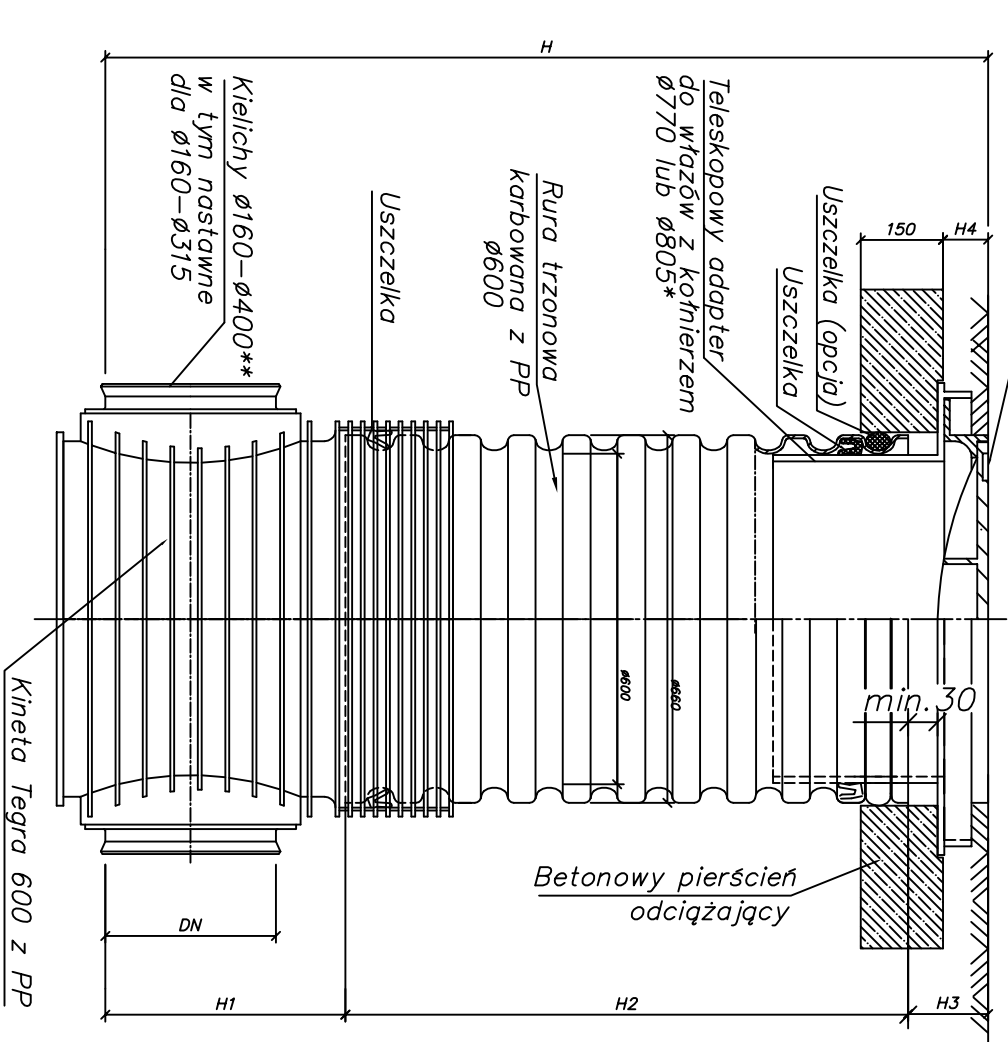 H
Kielichy ø160-ø400**
w tym nastawne
dla ø160-ø315
Uszczelka
Rura trzonowa
karbowana z PP
ø600
Teleskopowy adapter
do włazów z kołnierzem
ø770 lub ø805*
Uszczelka
Uszczelka (opcja)
150
H4
ø600
ø660
min. 30
Betonowy pierścień
odciążający
DN
H1
H2
H3
Kineta Tegra 600 z PP